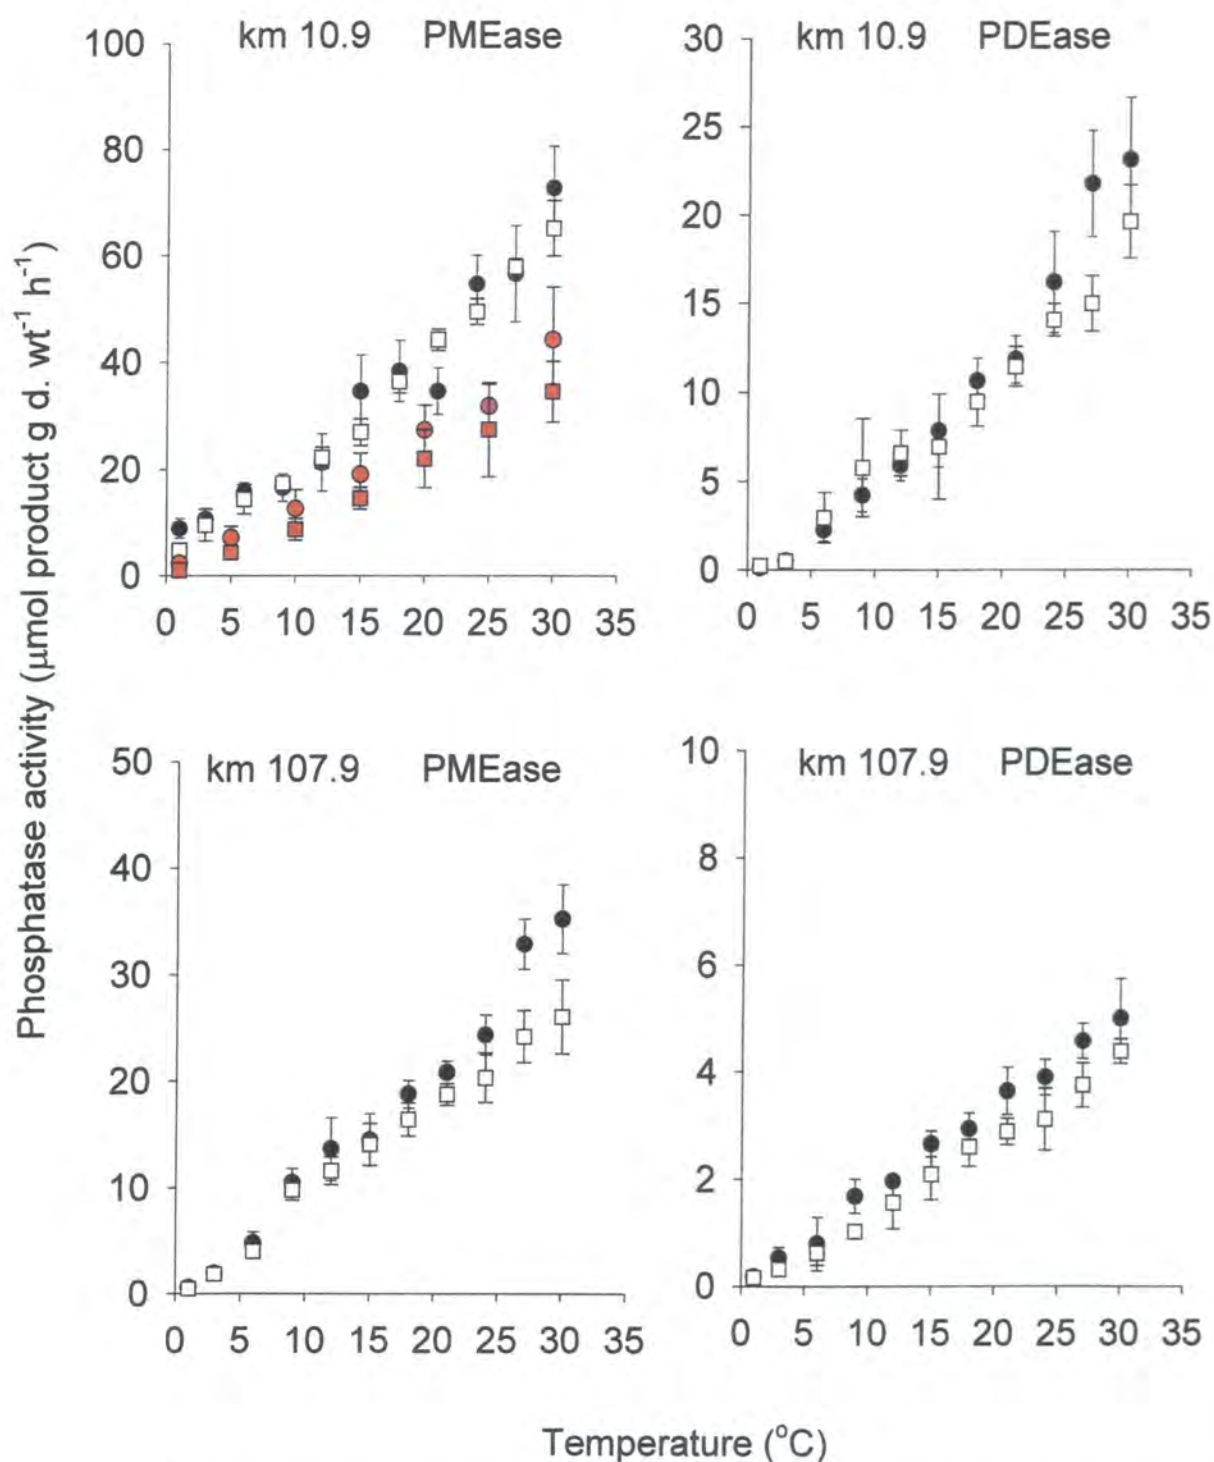 km 10.9 PMEase
100
80
60
40
20
0
0 5 10 15 20 25 30 35
km 10.9 PDEase
30
25
20
15
10
5
0
0 5 10 15 20 25 30 35
Phosphatase activity (µmol product g d. wt⁻¹ h⁻¹)
km 107.9 PMEase
50
40
30
20
10
0
0 5 10 15 20 25 30 35
km 107.9 PDEase
10
8
6
4
2
0
0 5 10 15 20 25 30 35
Temperature (°C)